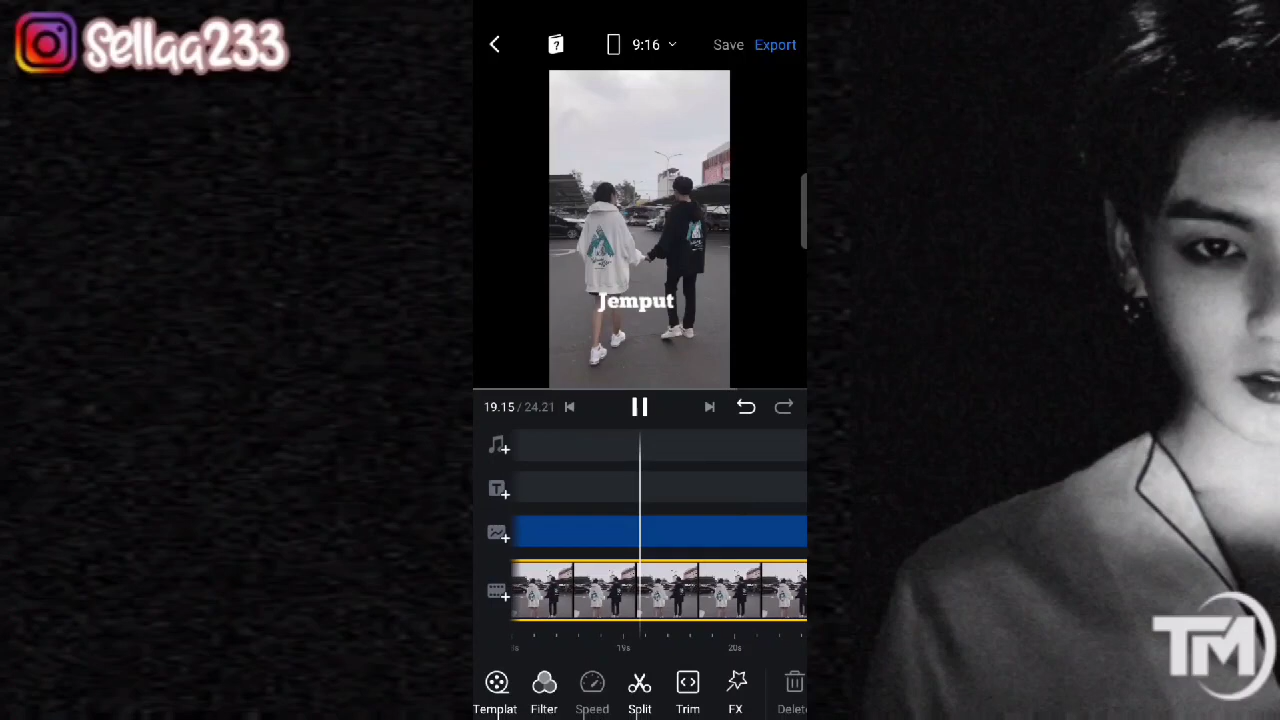 Sellaa233
9:16
Save
Export
Jemput
19.15 / 24.21
19s
20s
Templat
Filter
Speed
Split
Trim
FX
Delet
TM